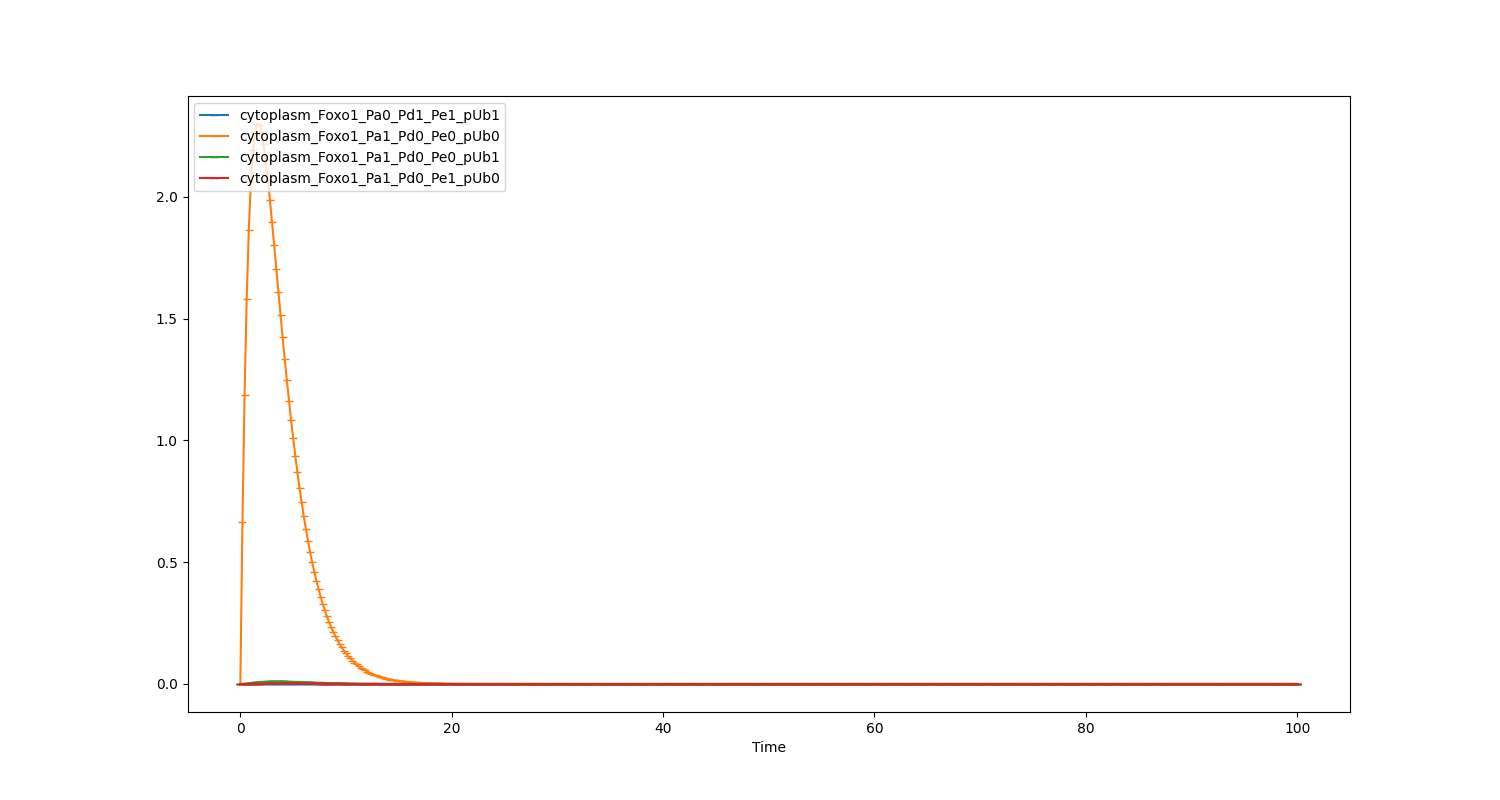 cytoplasm_Foxo1_Pa0_Pd1_Pe1_pUb1
cytoplasm_Foxo1_Pa1_Pd0_Pe0_pUb0
cytoplasm_Foxo1_Pa1_Pd0_Pe0_pUb1
cytoplasm_Foxo1_Pa1_Pd0_Pe1_pUb0
2.0
1.5
1.0
0.5
0.0
0 20 40 60 80 100
Time